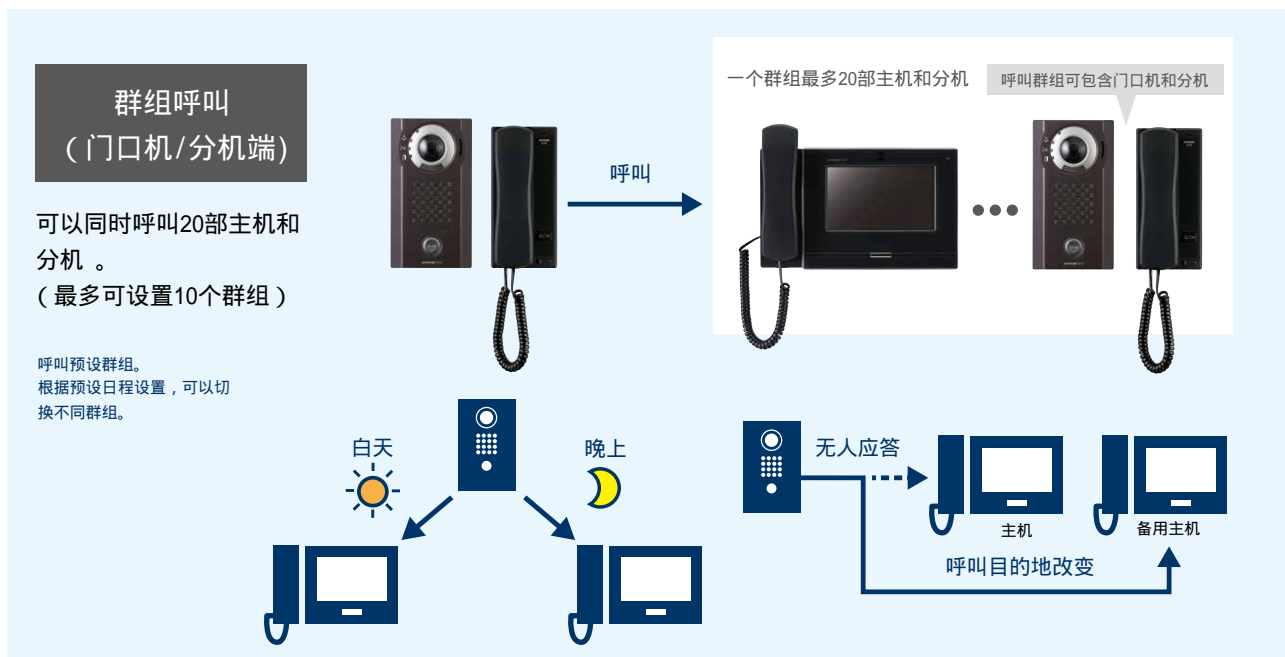 群组呼叫
（门口机/分机端)
可以同时呼叫20部主机和
分机 。
（最多可设置10个群组）
呼叫预设群组。
根据预设日程设置，可以切
换不同群组。
呼叫
一个群组最多20部主机和分机
呼叫群组可包含门口机和分机
白天
晚上
无人应答
主机
备用主机
呼叫目的地改变